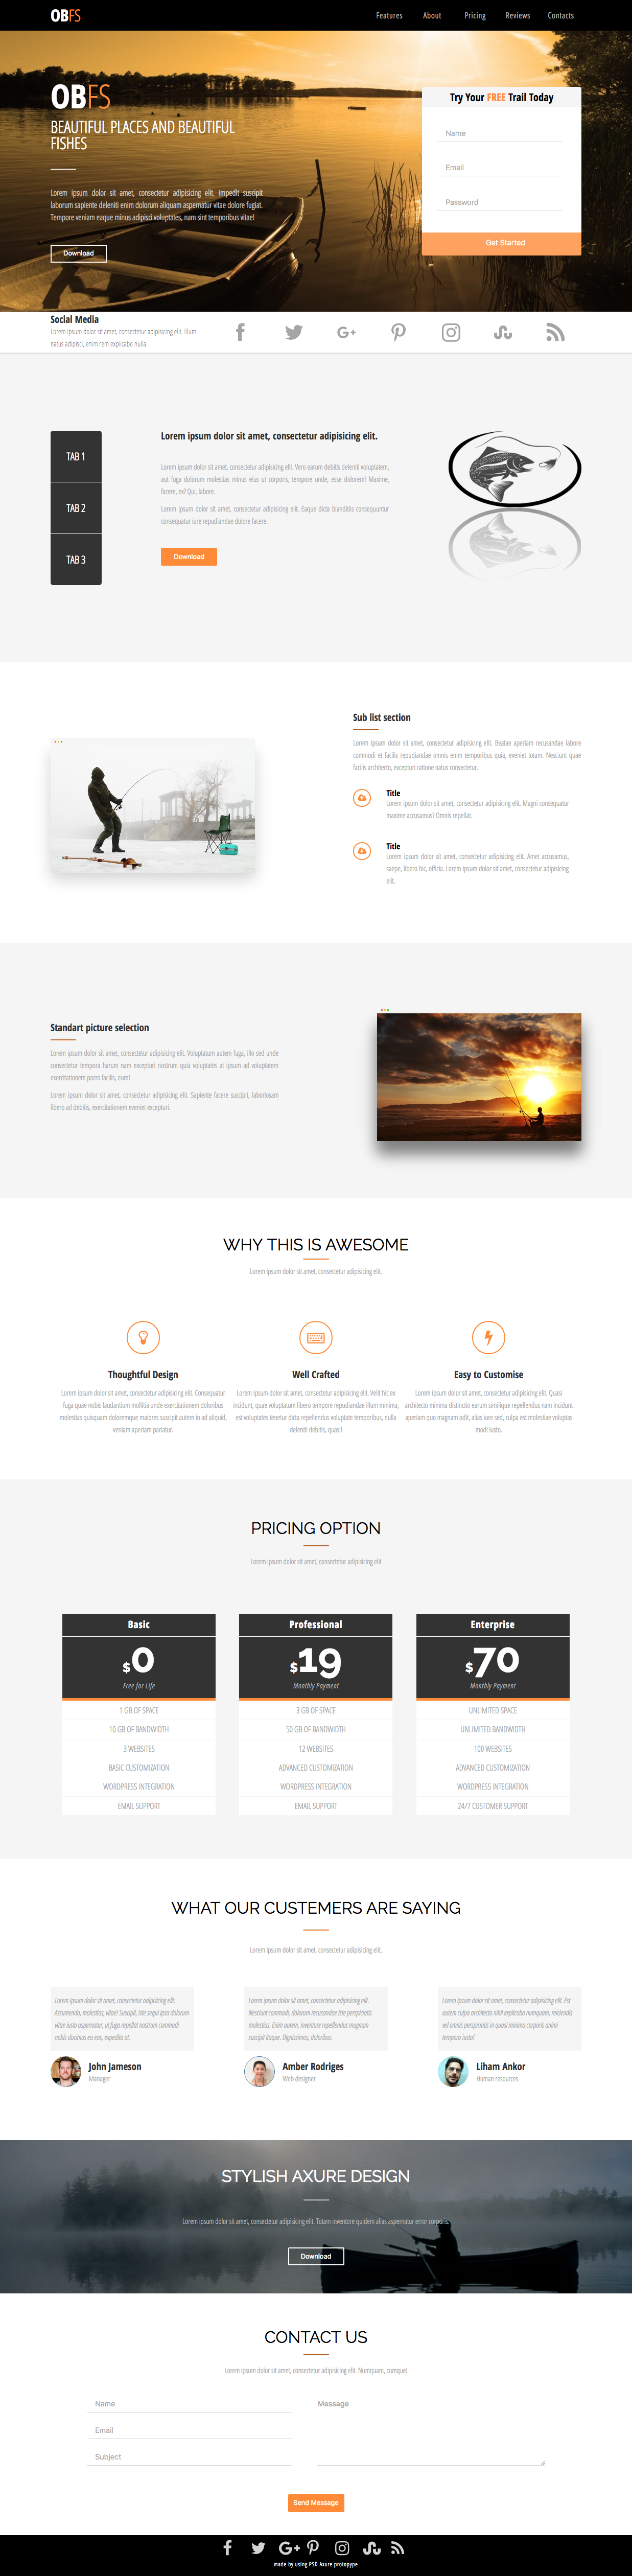 OBFS
Features About Pricing Reviews Contacts
OBFS
BEAUTIFUL PLACES AND BEAUTIFUL
FISHES
Lorem ipsum dolor sit amet, consectetur adipisicing elit. Impedit suscipit
laborum sapiente deleniti enim dolorum aliquam aspernatur vitae dolore fugiat.
Tempore veniam eaque minus adipisci voluptates, nam sint temporibus vitae!
Download
Try Your FREE Trail Today
Name
Email
Password
Get Started
Social Media
Lorem ipsum dolor sit amet, consectetur adipisicing elit. Illum
natus adipisci, enim rem explicabo nulla.
TAB 1
TAB 2
TAB 3
Lorem ipsum dolor sit amet, consectetur adipisicing elit.
Lorem ipsum dolor sit amet, consectetur adipisicing elit. Vero earum debitis deleniti voluptatem,
aut fuga dolorum molestias minus eius ut corporis, tempore unde, esse dolorem! Maxime,
facere, ex? Qui, labore.
Lorem ipsum dolor sit amet, consectetur adipisicing elit. Eaque dicta blanditiis consequuntur
consequatur iure repudiandae dolore facere.
Download
Sub list section
Lorem ipsum dolor sit amet, consectetur adipisicing elit. Beatae aperiam recusandae labore
commodi et facilis repudiandae omnis enim temporibus quia, eveniet totam. Nesciunt quae
facilis architecto, excepturi ratione natus consectetur.
Title
Lorem ipsum dolor sit amet, consectetur adipisicing elit. Magni consequatur
maxime accusamus? Omnis repellat.
Title
Lorem ipsum dolor sit amet, consectetur adipisicing elit. Amet accusamus,
saepe, libero hic, officia. Lorem ipsum dolor sit amet, consectetur adipisicing
elit.
Standart picture selection
Lorem ipsum dolor sit amet, consectetur adipisicing elit. Voluptatum autem fuga, illo sed unde
consectetur tempora harum nam excepturi nostrum quia voluptates at ipsum ad voluptatem
exercitationem porro facilis, eum!
Lorem ipsum dolor sit amet, consectetur adipisicing elit. Sapiente facere suscipit, laboriosam
libero ad debitis, exercitationem eveniet excepturi.
WHY THIS IS AWESOME
Lorem ipsum dolor sit amet, consectetur adipisicing elit.
Thoughtful Design
Lorem ipsum dolor sit amet, consectetur adipisicing elit. Consequatur
fuga quae nobis laudantium mollitia unde exercitationem doloribus
molestias quisquam doloremque maiores suscipit autem in ad aliquid,
veniam aperiam pariatur.
Well Crafted
Lorem ipsum dolor sit amet, consectetur adipisicing elit. Velit hic ex
incidunt, quae voluptatum libero tempore repudiandae illum minima,
est voluptates tenetur dicta repellendus voluptate temporibus, nulla
deleniti debitis, quasi!
Easy to Customise
Lorem ipsum dolor sit amet, consectetur adipisicing elit. Quasi
architecto minima distinctio earum similique repellendus nam incidunt
aperiam quo magnam odit, alias iure sed, culpa est molestiae voluptas
modi iusto.
PRICING OPTION
Lorem ipsum dolor sit amet, consectetur adipisicing elit
Basic
$0
Free for Life
1 GB OF SPACE
10 GB OF BANDWIDTH
3 WEBSITES
BASIC CUSTOMIZATION
WORDPRESS INTEGRATION
EMAIL SUPPORT
Professional
$19
Monthly Payment
3 GB OF SPACE
50 GB OF BANDWIDTH
12 WEBSITES
ADVANCED CUSTOMIZATION
WORDPRESS INTEGRATION
EMAIL SUPPORT
Enterprise
$70
Monthly Payment
UNLIMITED SPACE
UNLIMITED BANDWIDTH
100 WEBSITES
ADVANCED CUSTOMIZATION
WORDPRESS INTEGRATION
24/7 CUSTOMER SUPPORT
WHAT OUR CUSTEMERS ARE SAYING
Lorem ipsum dolor sit amet, consectetur adipisicing elit.
Lorem ipsum dolor sit amet, consectetur adipisicing elit.
Assumenda, molestias, vitae! Suscipit, iste sequi ipsa dolorum
vitae iusto aspernatur, ut fuga repellat nostrum commodi
nobis ducimus ea eos, expedita at.
John Jameson
Manager
Lorem ipsum dolor sit amet, consectetur adipisicing elit.
Nesciunt commodi, dolorum recusandae iste perspiciatis
molestias. Enim autem, inventore repellendus magnam
suscipit itaque. Dignissimos, doloribus.
Amber Rodriges
Web designer
Lorem ipsum dolor sit amet, consectetur adipisicing elit. Est
autem culpa architecto nihil explicabo numquam, reiciendis
vel omnis perspiciatis in quasi minima corporis animi
tempora iusto!
Liham Ankor
Human resources
STYLISH AXURE DESIGN
Lorem ipsum dolor sit amet, consectetur adipisicing elit. Totam inventore quidem alias aspernatur error corporis.
Download
CONTACT US
Lorem ipsum dolor sit amet, consectetur adipisicing elit. Numquam, cumque!
Name
Email
Subject
Message
Send Message
made by using PSD Axure protopype